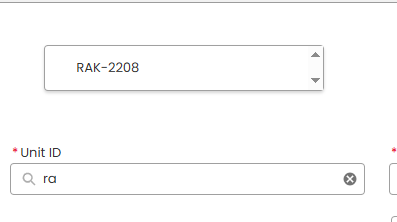 RAK-2208
* Unit ID
ra
*